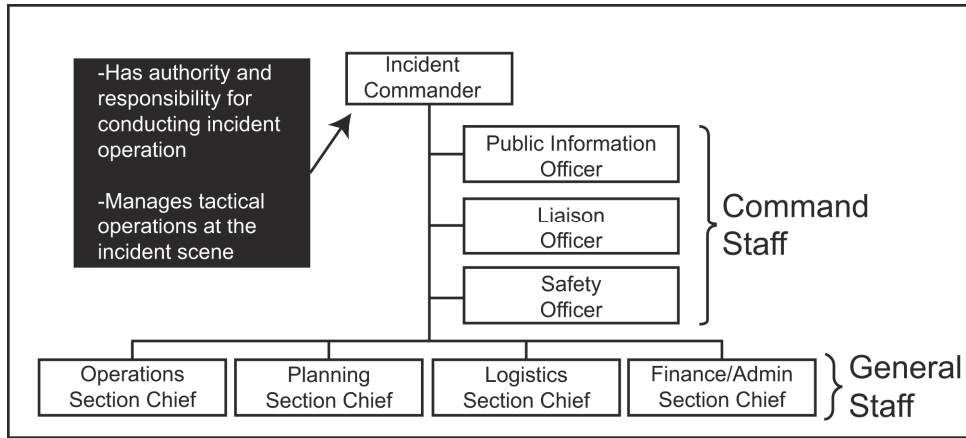 -Has authority and
responsibility for
conducting incident
operation
-Manages tactical
operations at the
incident scene
Incident
Commander
Public Information
Officer
Liaison
Officer
Safety
Officer
Command
Staff
Operations
Section Chief
Planning
Section Chief
Logistics
Section Chief
Finance/Admin
Section Chief
General
Staff